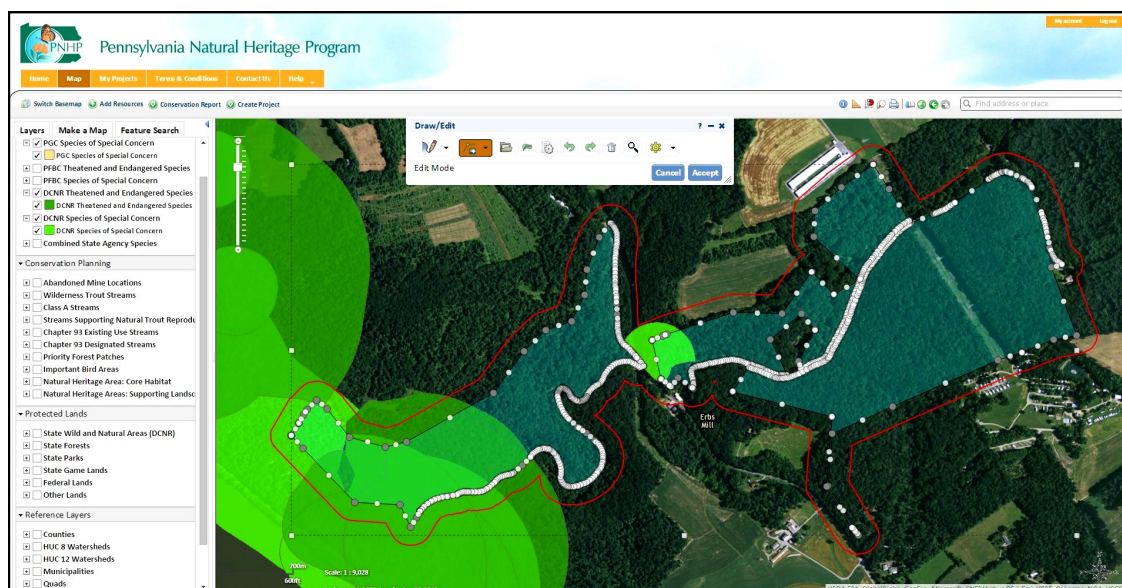 PNHP
Pennsylvania Natural Heritage Program
My account Log out
Home Map My Projects Terms & Conditions Contact Us Help
Switch Basemap Add Resources Conservation Report Create Project
Find address or place
Layers Make a Map Feature Search
PGC Species of Special Concern
PGC Species of Special Concern
PFBC Theatened and Endangered Species
PFBC Species of Special Concern
DCNR Theatened and Endangered Species
DCNR Theatened and Endangered Species
DCNR Species of Special Concern
DCNR Species of Special Concern
Combined State Agency Species
Conservation Planning
Abandoned Mine Locations
Wilderness Trout Streams
Class A Streams
Streams Supporting Natural Trout Reprodu
Chapter 93 Existing Use Streams
Chapter 93 Designated Streams
Priority Forest Patches
Important Bird Areas
Natural Heritage Area: Core Habitat
Natural Heritage Areas: Supporting Landsc
Protected Lands
State Wild and Natural Areas (DCNR)
State Forests
State Parks
State Game Lands
Federal Lands
Other Lands
Reference Layers
Counties
HUC 8 Watersheds
HUC 12 Watersheds
Municipalities
Quads
Draw/Edit
?
Edit Mode
Cancel Accept
Erbs
Mill
200m
600ft
Scale: 1 : 9,028